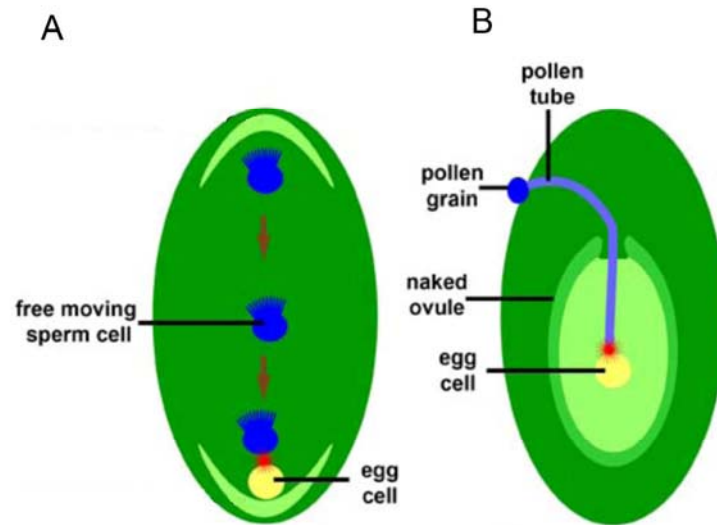 A
free moving
sperm cell
egg
cell
B
pollen
tube
pollen
grain
naked
ovule
egg
cell